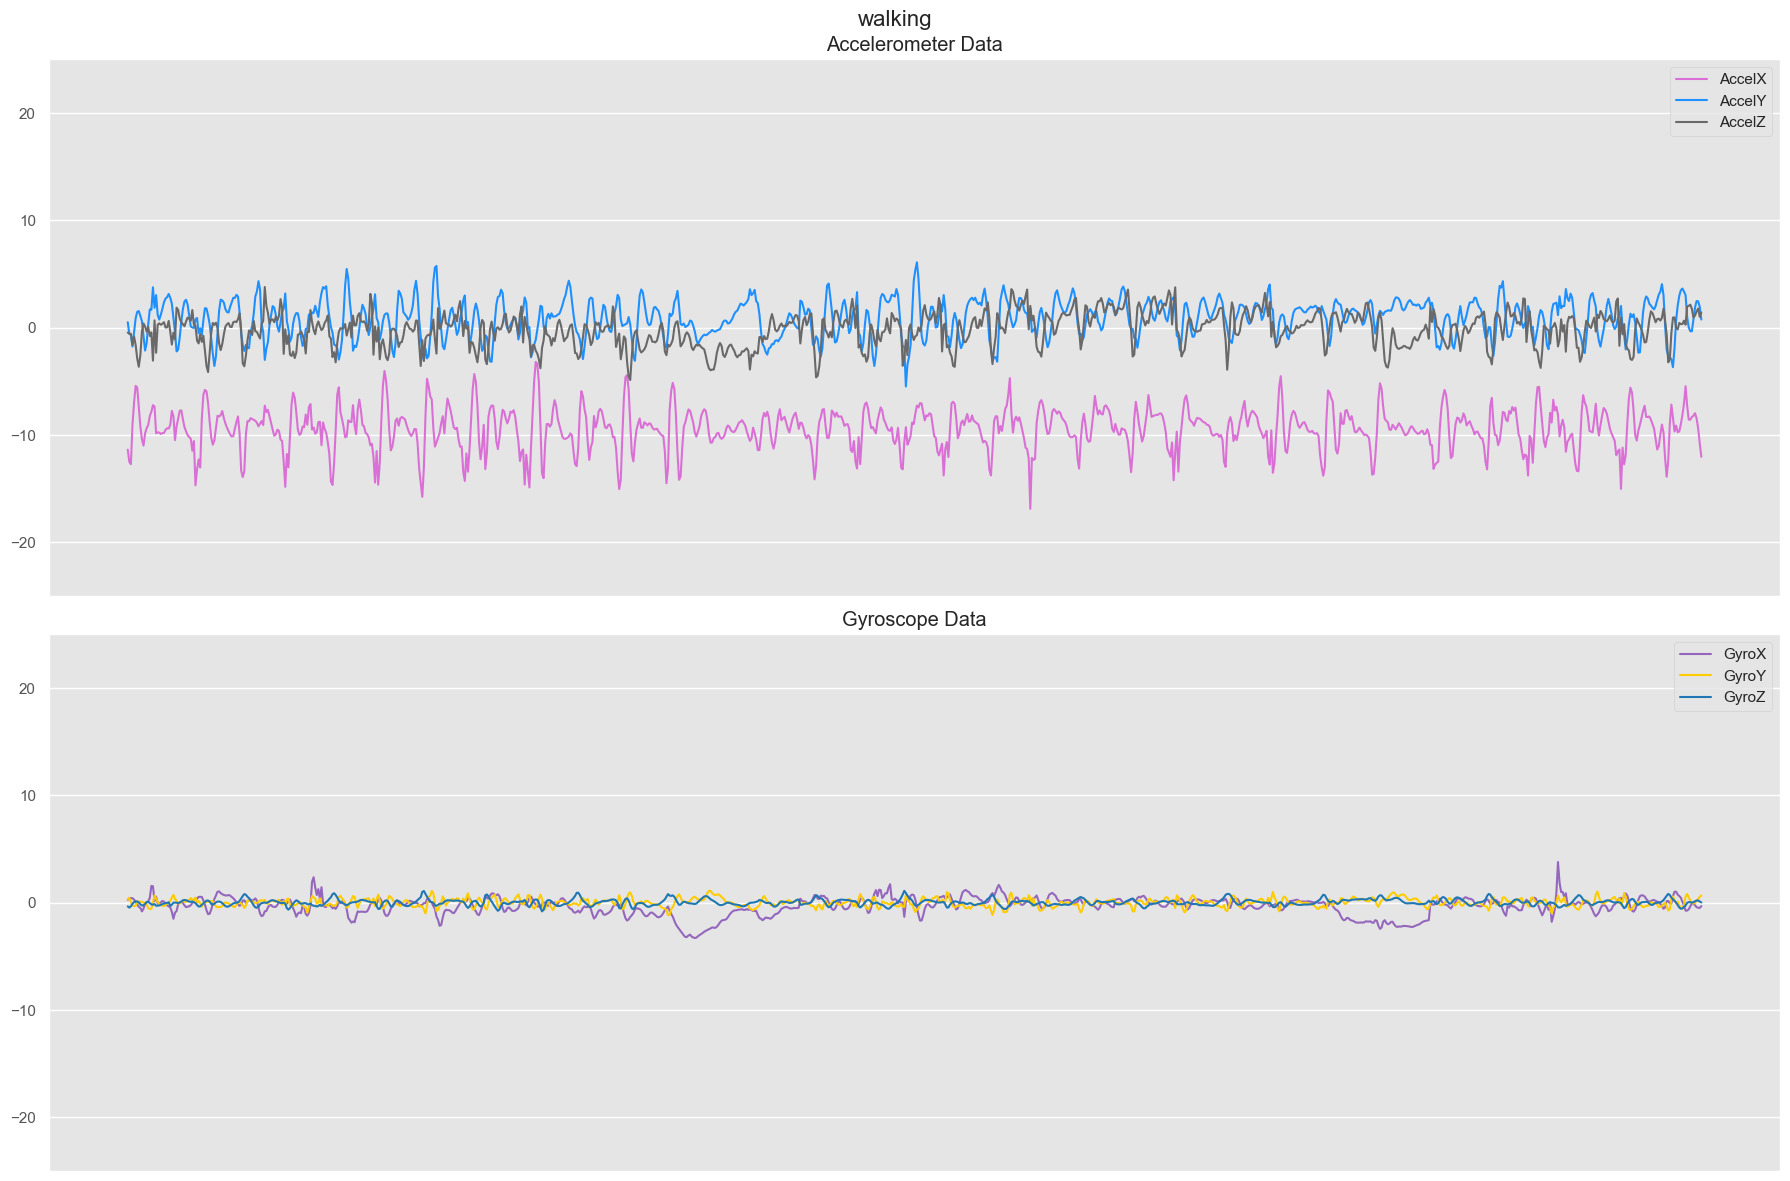 walking
Accelerometer Data
AccelX
AccelY
AccelZ
20
10
0
−10
−20
Gyroscope Data
GyroX
GyroY
GyroZ
20
10
0
−10
−20